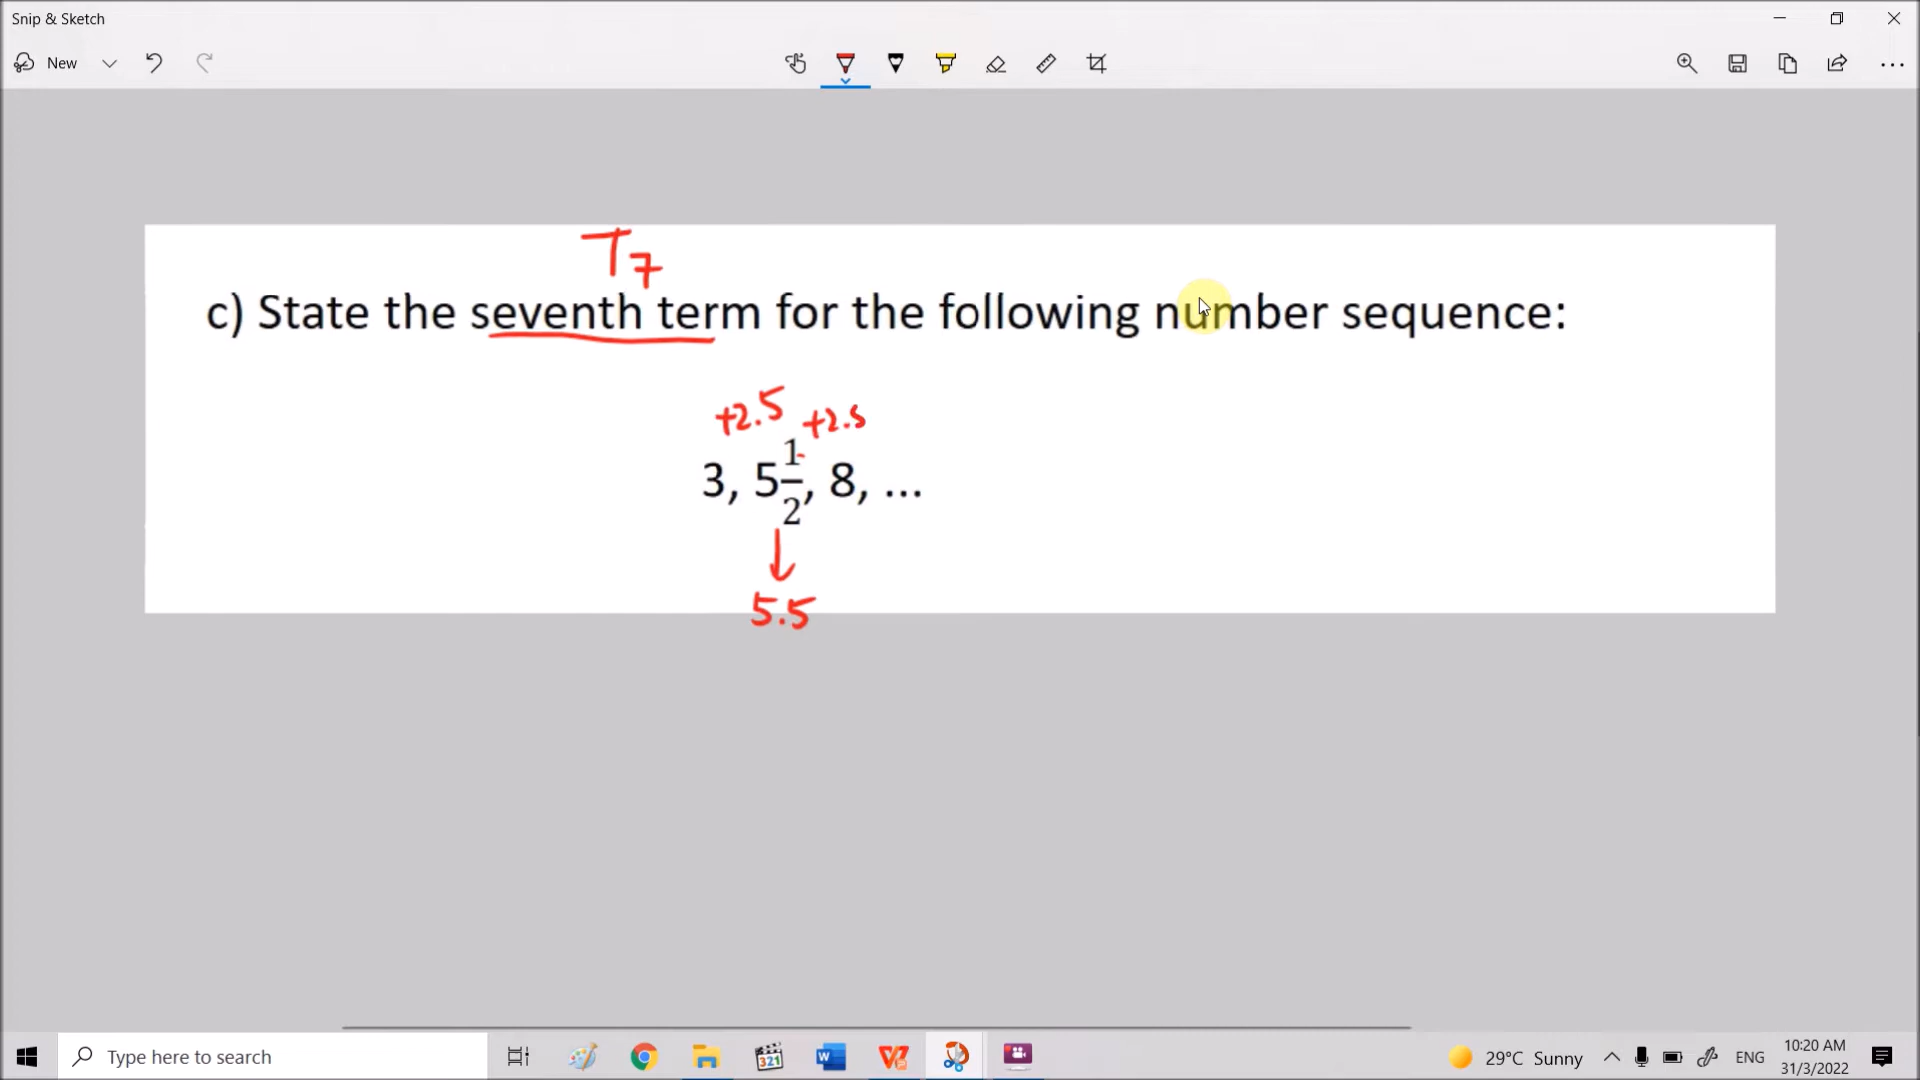 Snip & Sketch
New
T7
c) State the seventh term for the following number sequence:
+2.5 +2.5
3, 5 1/2, 8, ...
5.5
Type here to search
321
W
29°C Sunny
ENG
10:20 AM
31/3/2022